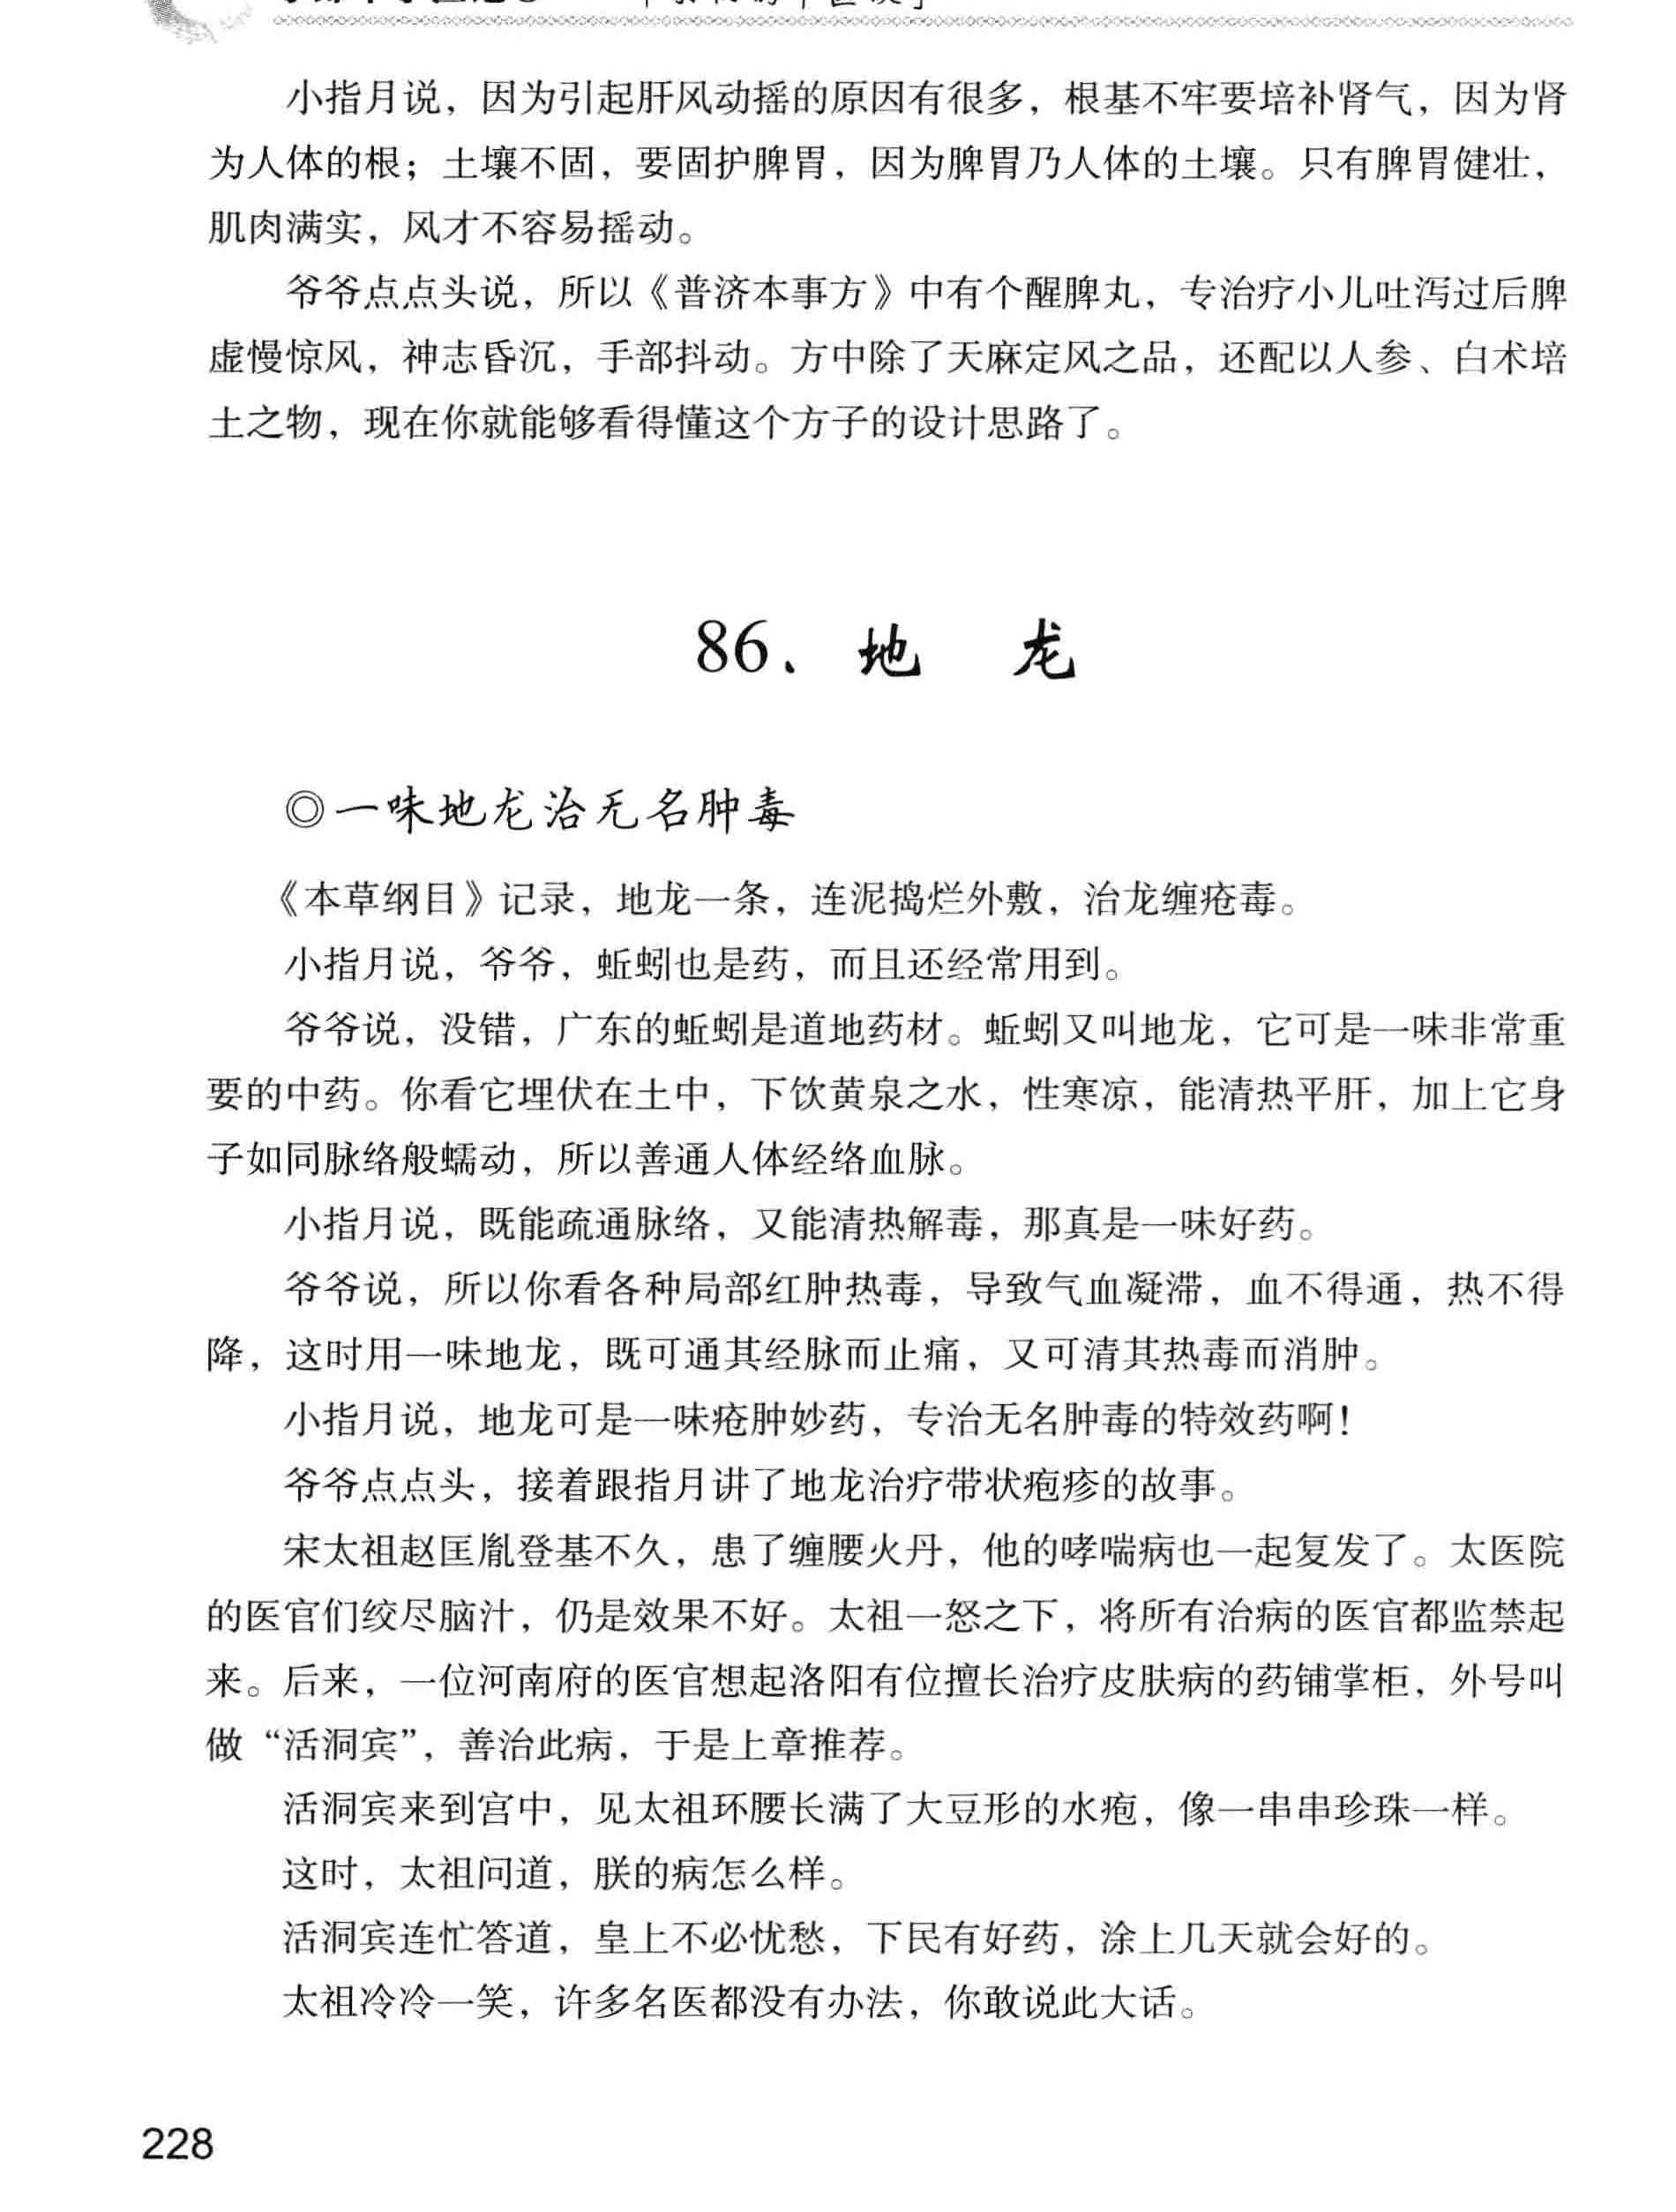 小指月说，因为引起肝风动摇的原因有很多，根基不牢要培补肾气，因为肾
为人体的根；土壤不固，要固护脾胃，因为脾胃乃人体的土壤。只有脾胃健壮，
肌肉满实，风才不容易摇动。
爷爷点点头说，所以《普济本事方》中有个醒脾丸，专治疗小儿吐泻过后脾
虚慢惊风，神志昏沉，手部抖动。方中除了天麻定风之品，还配以人参、白术培
土之物，现在你就能够看得懂这个方子的设计思路了。
86、地 龙
◎一味地龙治无名肿毒
《本草纲目》记录，地龙一条，连泥捣烂外敷，治龙缠疮毒。
小指月说，爷爷，蚯蚓也是药，而且还经常用到。
爷爷说，没错，广东的蚯蚓是道地药材。蚯蚓又叫地龙，它可是一味非常重
要的中药。你看它埋伏在土中，下饮黄泉之水，性寒凉，能清热平肝，加上它身
子如同脉络般蠕动，所以善通人体经络血脉。
小指月说，既能疏通脉络，又能清热解毒，那真是一味好药。
爷爷说，所以你看各种局部红肿热毒，导致气血凝滞，血不得通，热不得
降，这时用一味地龙，既可通其经脉而止痛，又可清其热毒而消肿。
小指月说，地龙可是一味疮肿妙药，专治无名肿毒的特效药啊！
爷爷点点头，接着跟指月讲了地龙治疗带状疱疹的故事。
宋太祖赵匡胤登基不久，患了缠腰火丹，他的哮喘病也一起复发了。太医院
的医官们绞尽脑汁，仍是效果不好。太祖一怒之下，将所有治病的医官都监禁起
来。后来，一位河南府的医官想起洛阳有位擅长治疗皮肤病的药铺掌柜，外号叫
做“活洞宾”，善治此病，于是上章推荐。
活洞宾来到宫中，见太祖环腰长满了大豆形的水疱，像一串串珍珠一样。
这时，太祖问道，朕的病怎么样。
活洞宾连忙答道，皇上不必忧愁，下民有好药，涂上几天就会好的。
太祖冷冷一笑，许多名医都没有办法，你敢说此大话。
228